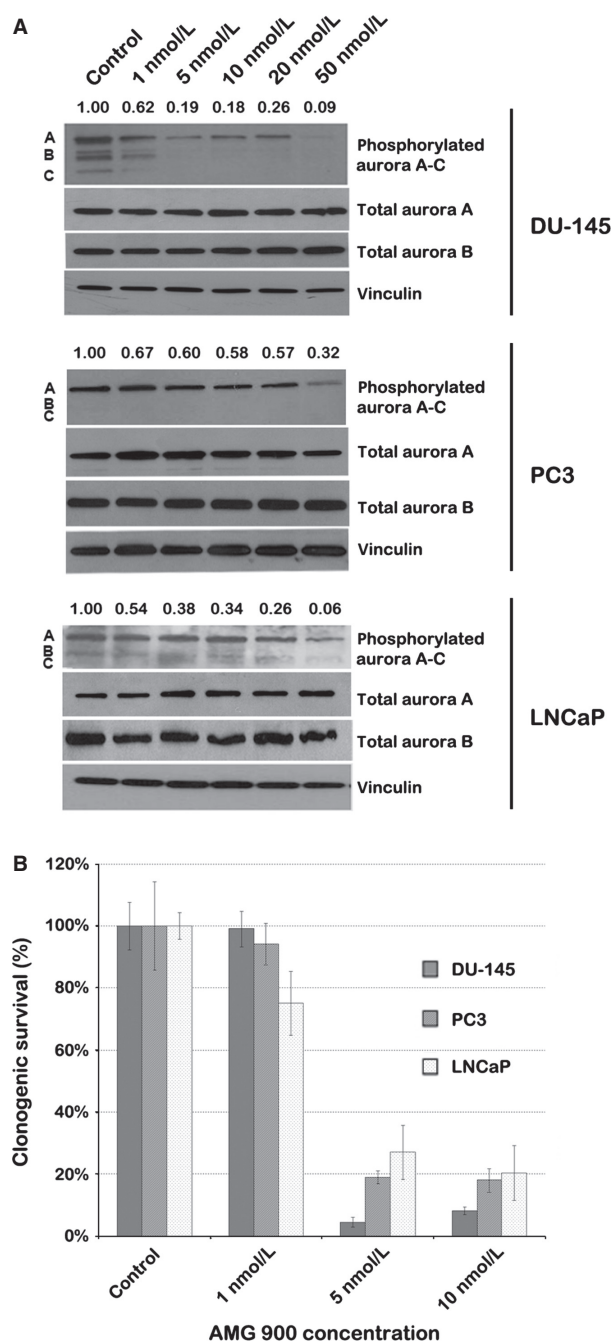 A
Control 1 nmol/L 5 nmol/L 10 nmol/L 20 nmol/L 50 nmol/L
1.00 0.62 0.19 0.18 0.26 0.09
A
B
C
Phosphorylated
aurora A-C
Total aurora A
Total aurora B
Vinculin
DU-145
1.00 0.67 0.60 0.58 0.57 0.32
A
B
C
Phosphorylated
aurora A-C
Total aurora A
Total aurora B
Vinculin
PC3
1.00 0.54 0.38 0.34 0.26 0.06
A
B
C
Phosphorylated
aurora A-C
Total aurora A
Total aurora B
Vinculin
LNCaP
B
Clonogenic survival (%)
120%
100%
80%
60%
40%
20%
0%
DU-145
PC3
LNCaP
Control 1 nmol/L 5 nmol/L 10 nmol/L
AMG 900 concentration